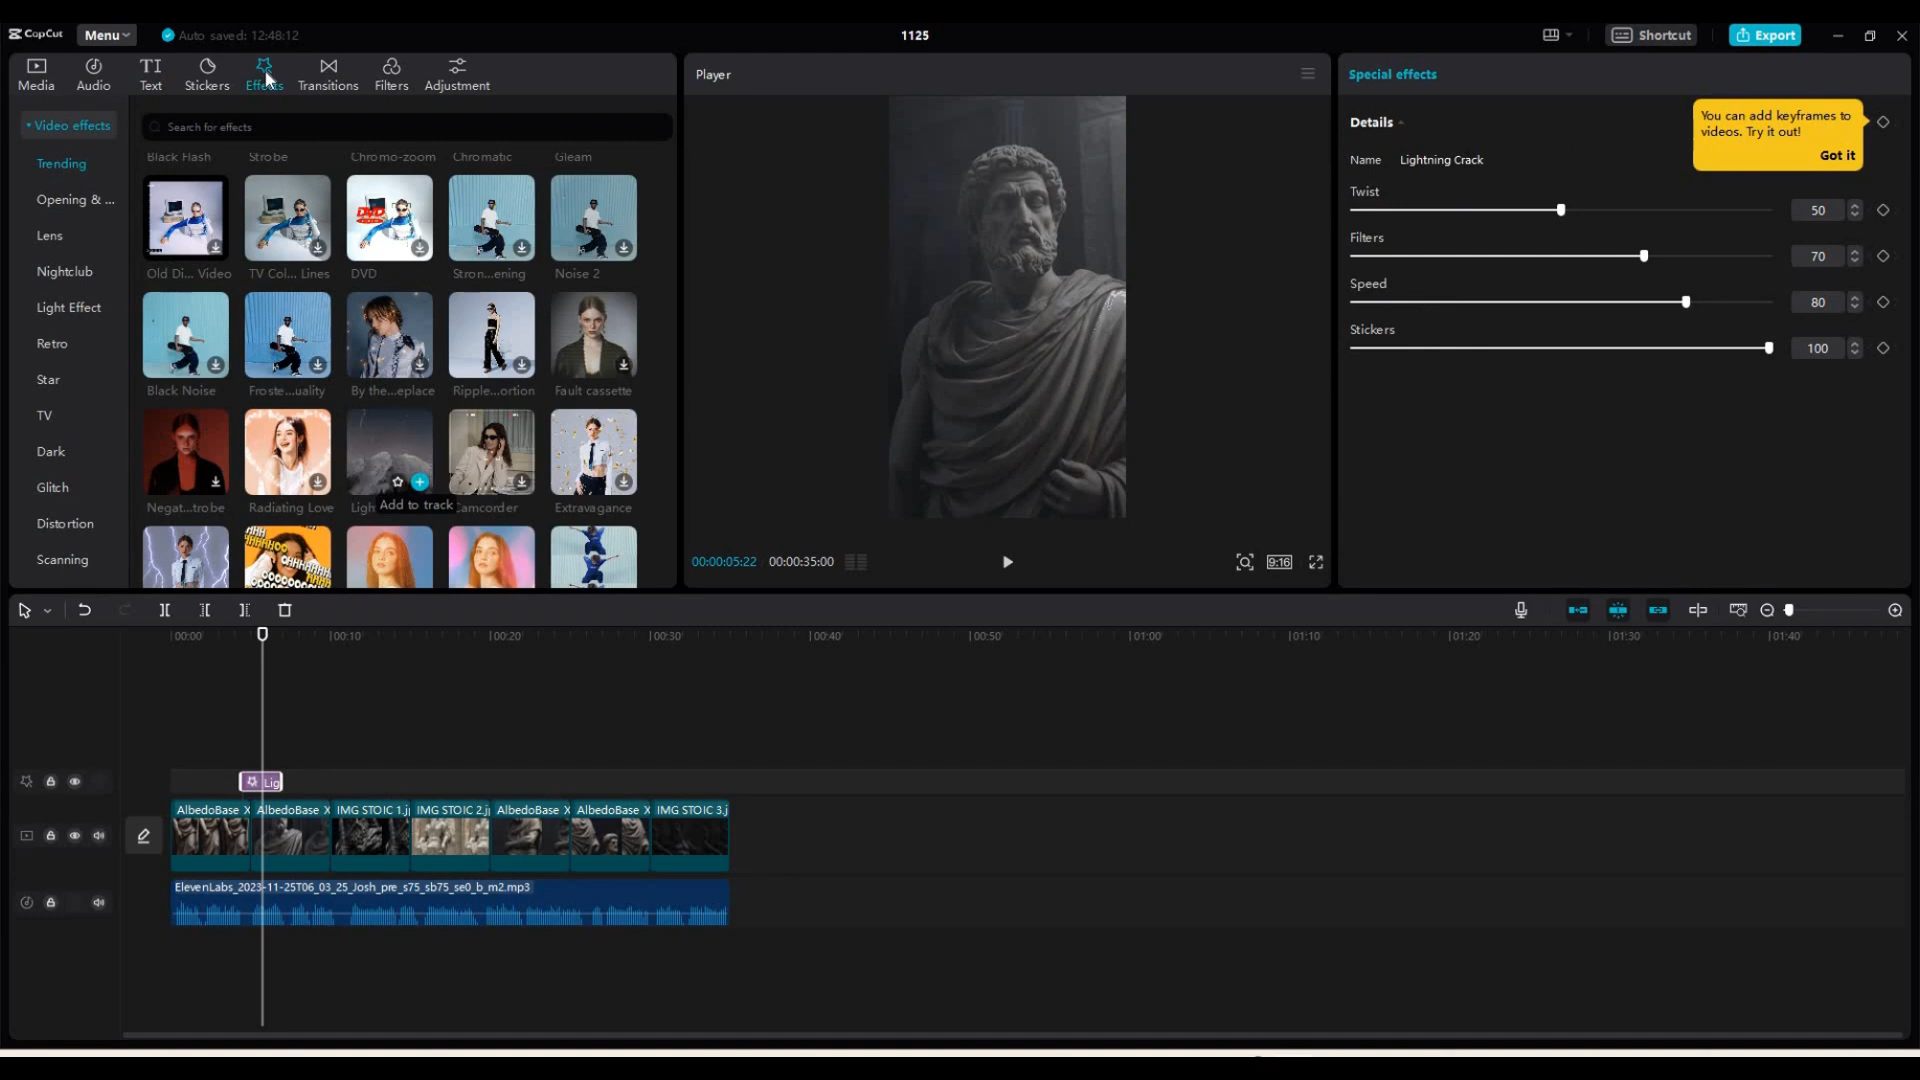 CapCut
Menu
Auto saved: 12:48:12
1125
Shortcut
Export
Media
Audio
Text
Stickers
Effects
Transitions
Filters
Adjustment
Video effects
Trending
Opening & ...
Lens
Nightclub
Light Effect
Retro
Star
TV
Dark
Glitch
Distortion
Scanning
Search for effects
Black Flash
Strobe
Chromo-zoom
Chromatic
Gleam
Old Di... Video
TV Col... Lines
DVD
Stron...ening
Noise 2
Black Noise
Froste...uality
By the...eplace
Ripple...ortion
Fault cassette
Negat...trobe
Radiating Love
Ligh
Add to track
Camcorder
Extravagance
Player
00:00:05:22
00:00:35:00
9:16
Special effects
Details
You can add keyframes to
videos. Try it out!
Got it
Name Lightning Crack
Twist
50
Filters
70
Speed
80
Stickers
100
00:00
00:10
00:20
00:30
00:40
00:50
01:00
01:10
01:20
01:30
01:40
Lig
AlbedoBase X
AlbedoBase X
IMG STOIC 1.j
IMG STOIC 2.j
AlbedoBase X
AlbedoBase X
IMG STOIC 3.j
ElevenLabs_2023-11-25T06_03_25_Josh_pre_s75_sb75_se0_b_m2.mp3